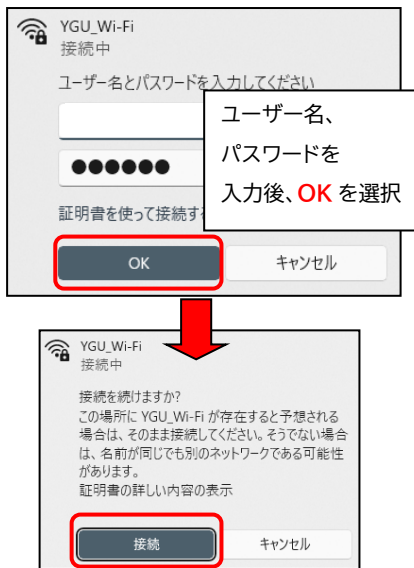 YGU_Wi-Fi
接続中
ユーザー名とパスワードを入力してください
ユーザー名、
パスワードを
入力後、OK を選択
●●●●●●
証明書を使って接続す
OK
キャンセル
YGU_Wi-Fi
接続中
接続を続けますか?
この場所に YGU_Wi-Fi が存在すると予想される
場合は、そのまま接続してください。そうでない場合
は、名前が同じでも別のネットワークである可能性
があります。
証明書の詳しい内容の表示
接続
キャンセル